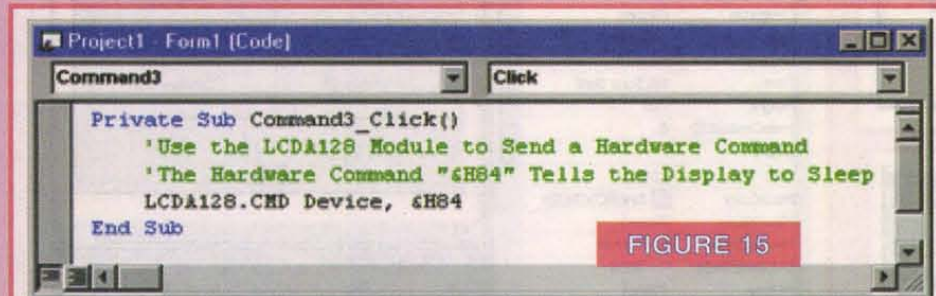 Project1 - Form1 (Code)
Command3 Click
Private Sub Command3_Click()
'Use the LCDA128 Module to Send a Hardware Command
'The Hardware Command "&H84" Tells the Display to Sleep
LCDA128.CMD Device, &H84
End Sub
FIGURE 15